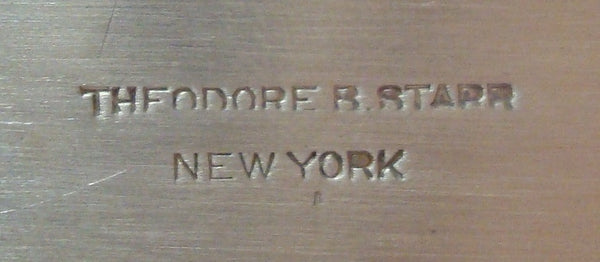 THEODORE B. STARR
NEW YORK